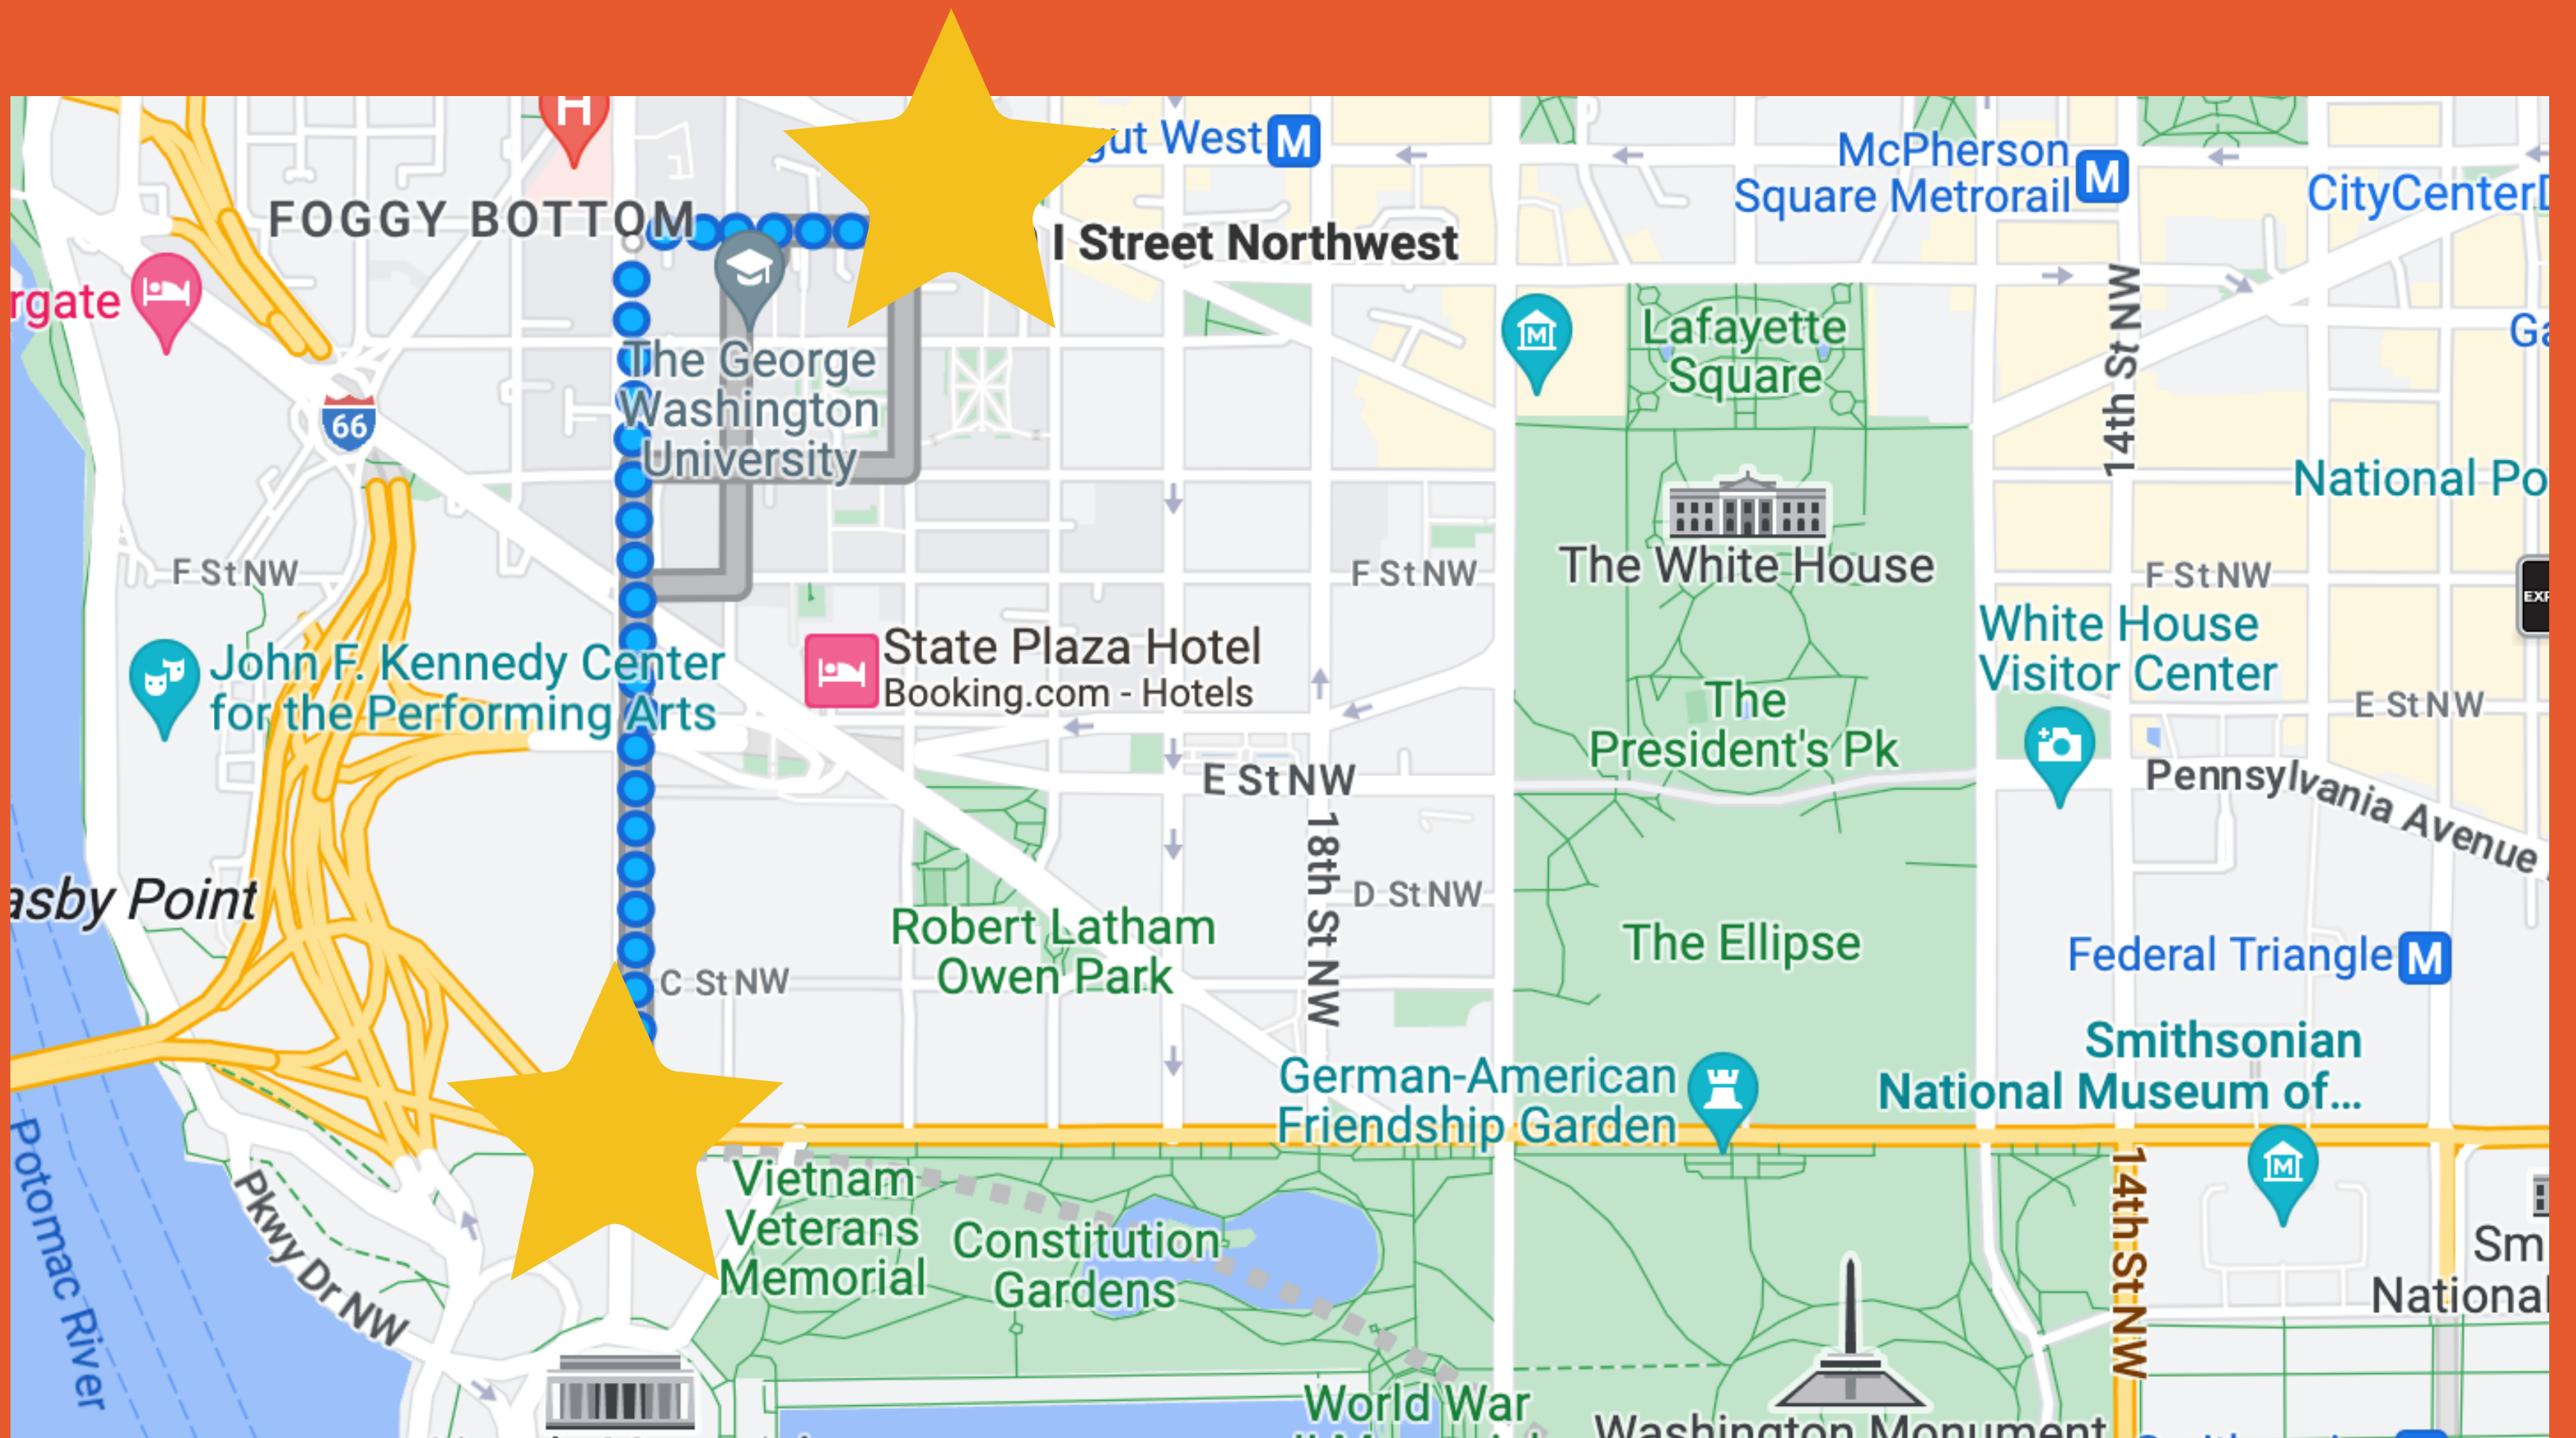 H
gut West M
McPherson
Square Metrorail M
CityCenterD
FOGGY BOTTOM
I Street Northwest
rgate
Lafayette
Square
14th St NW
Ga
The George
Washington
University
66
National Po
F St NW
F St NW
The White House
F St NW
EXP
White House
Visitor Center
John F. Kennedy Center
for the Performing Arts
State Plaza Hotel
Booking.com - Hotels
The
President's Pk
E St NW
E St NW
Pennsylvania Avenue
18th St NW
D St NW
asby Point
Robert Latham
Owen Park
The Ellipse
Federal Triangle M
C St NW
Smithsonian
National Museum of...
German-American
Friendship Garden
Potomac River
Pkwy Dr NW
Vietnam
Veterans
Memorial
Constitution
Gardens
14th St NW
Sm
National
World War
Washington Monument